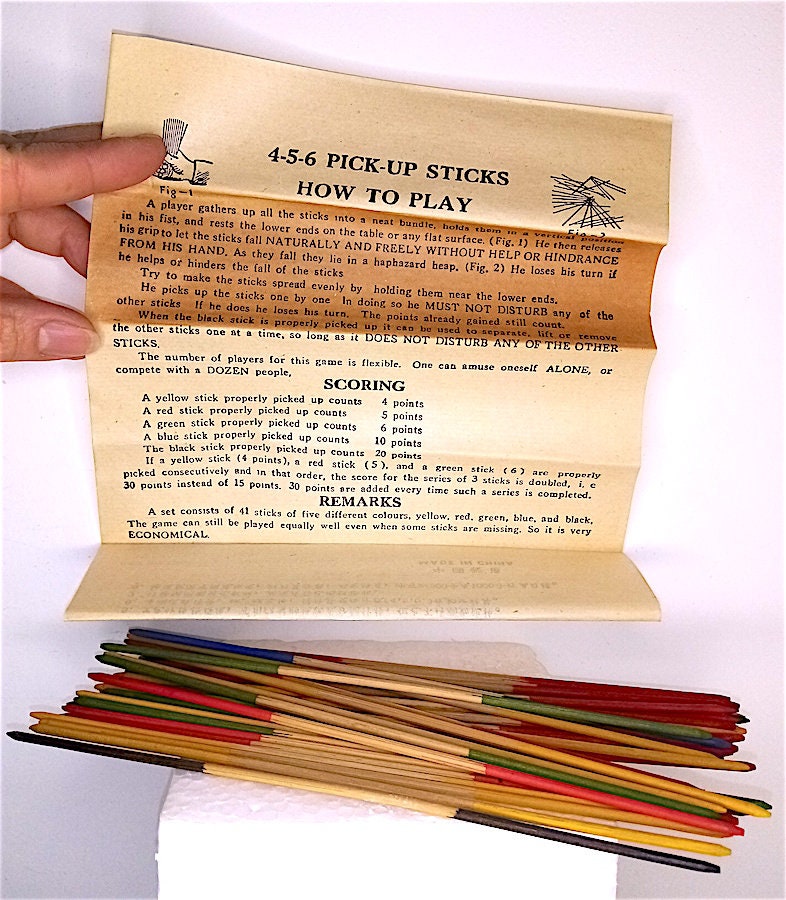 4-5-6 PICK-UP STICKS
HOW TO PLAY
Fig-1
Fig-2
A player gathers up all the sticks into a neat bundle, holds them in a vertical position
in his fist, and rests the lower ends on the table or any flat surface. (Fig. 1) He then releases
his grip to let the sticks fall NATURALLY AND FREELY WITHOUT HELP OR HINDRANCE
FROM HIS HAND. As they fall they lie in a haphazard heap. (Fig. 2) He loses his turn if
he helps or hinders the fall of the sticks
Try to make the sticks spread evenly by holding them near the lower ends.
He picks up the sticks one by one In doing so he MUST NOT DISTURB any of the
other sticks If he does he loses his turn. The points already gained still count.
When the black stick is properly picked up it can be used to separate, lift or remove
the other sticks one at a time, so long as it DOES NOT DISTURB ANY OF THE OTHER
STICKS.
The number of players for this game is flexible. One can amuse oneself ALONE, or
compete with a DOZEN people,
SCORING
A yellow stick properly picked up counts 4 points
A red stick properly picked up counts 5 points
A green stick properly picked up counts 6 points
A blue stick properly picked up counts 10 points
The black stick properly picked up counts 20 points
If a yellow stick (4 points), a red stick (5), and a green stick (6) are properly
picked consecutively and in that order, the score for the series of 3 sticks is doubled, i, c
30 points instead of 15 points. 30 points are added every time such a series is completed.
REMARKS
A set consists of 41 sticks of five different colours, yellow, red, green, blue, and black,
The game can still be played equally well even when some sticks are missing. So it is very
ECONOMICAL.
MADE IN CHINA
中國製造